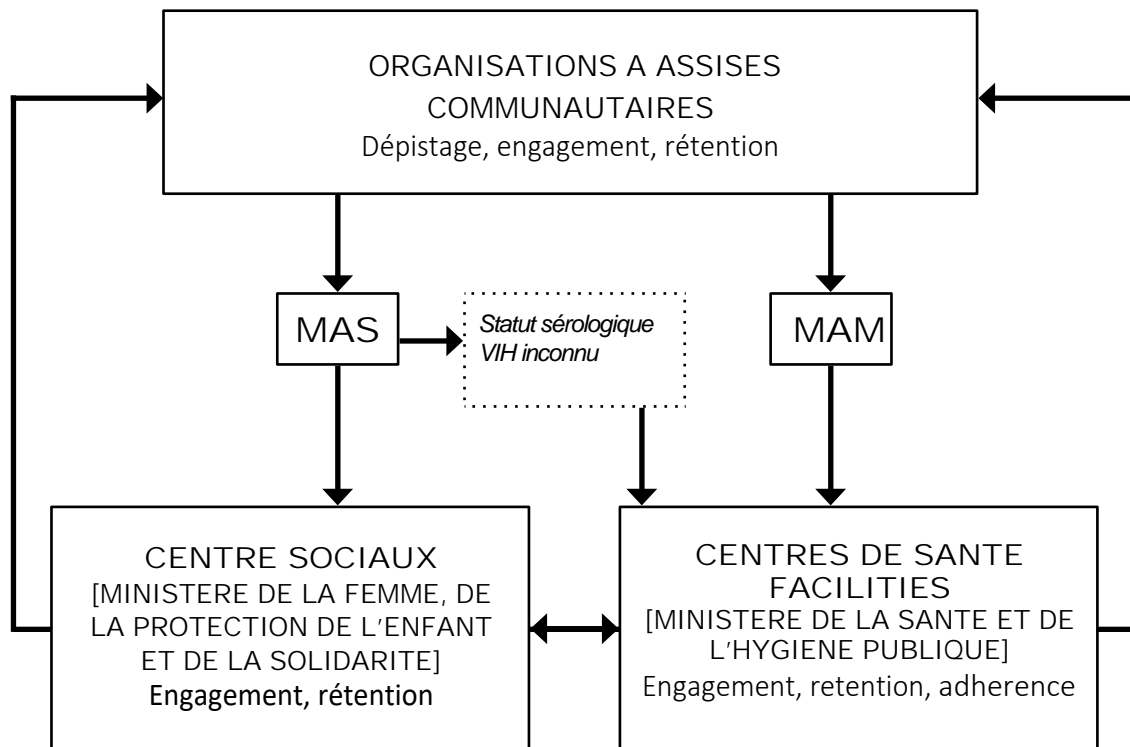 ORGANISATIONS A ASSISES
COMMUNAUTAIRES
Dépistage, engagement, rétention
MAS
Statut sérologique
VIH inconnu
MAM
CENTRE SOCIAUX
[MINISTERE DE LA FEMME, DE
LA PROTECTION DE L'ENFANT
ET DE LA SOLIDARITE]
Engagement, rétention
CENTRES DE SANTE
FACILITIES
[MINISTERE DE LA SANTE ET DE
L'HYGIENE PUBLIQUE]
Engagement, retention, adherence